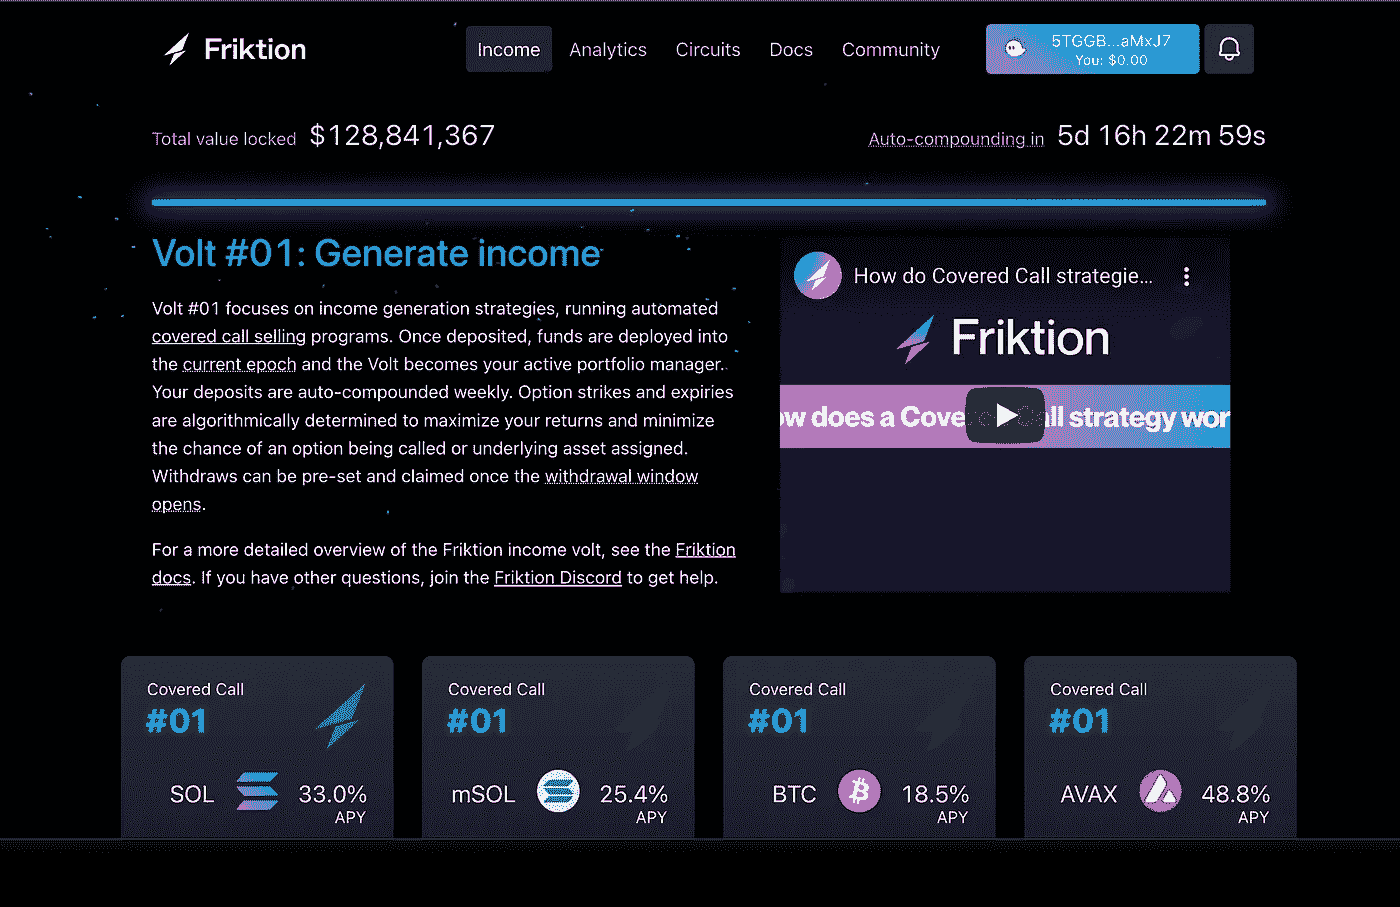 Friktion
Income
Analytics
Circuits
Docs
Community
5TGGB...aMxJ7
You: $0.00
Total value locked $128,841,367
Auto-compounding in 5d 16h 22m 59s
Volt #01: Generate income
Volt #01 focuses on income generation strategies, running automated
covered call selling programs. Once deposited, funds are deployed into
the current epoch and the Volt becomes your active portfolio manager.
Your deposits are auto-compounded weekly. Option strikes and expiries
are algorithmically determined to maximize your returns and minimize
the chance of an option being called or underlying asset assigned.
Withdraws can be pre-set and claimed once the withdrawal window
opens.
For a more detailed overview of the Friktion income volt, see the Friktion
docs. If you have other questions, join the Friktion Discord to get help.
How do Covered Call strategie...
Friktion
ow does a Cove Call strategy wor
Covered Call
#01
SOL 33.0%
APY
Covered Call
#01
mSOL 25.4%
APY
Covered Call
#01
BTC 18.5%
APY
Covered Call
#01
AVAX 48.8%
APY